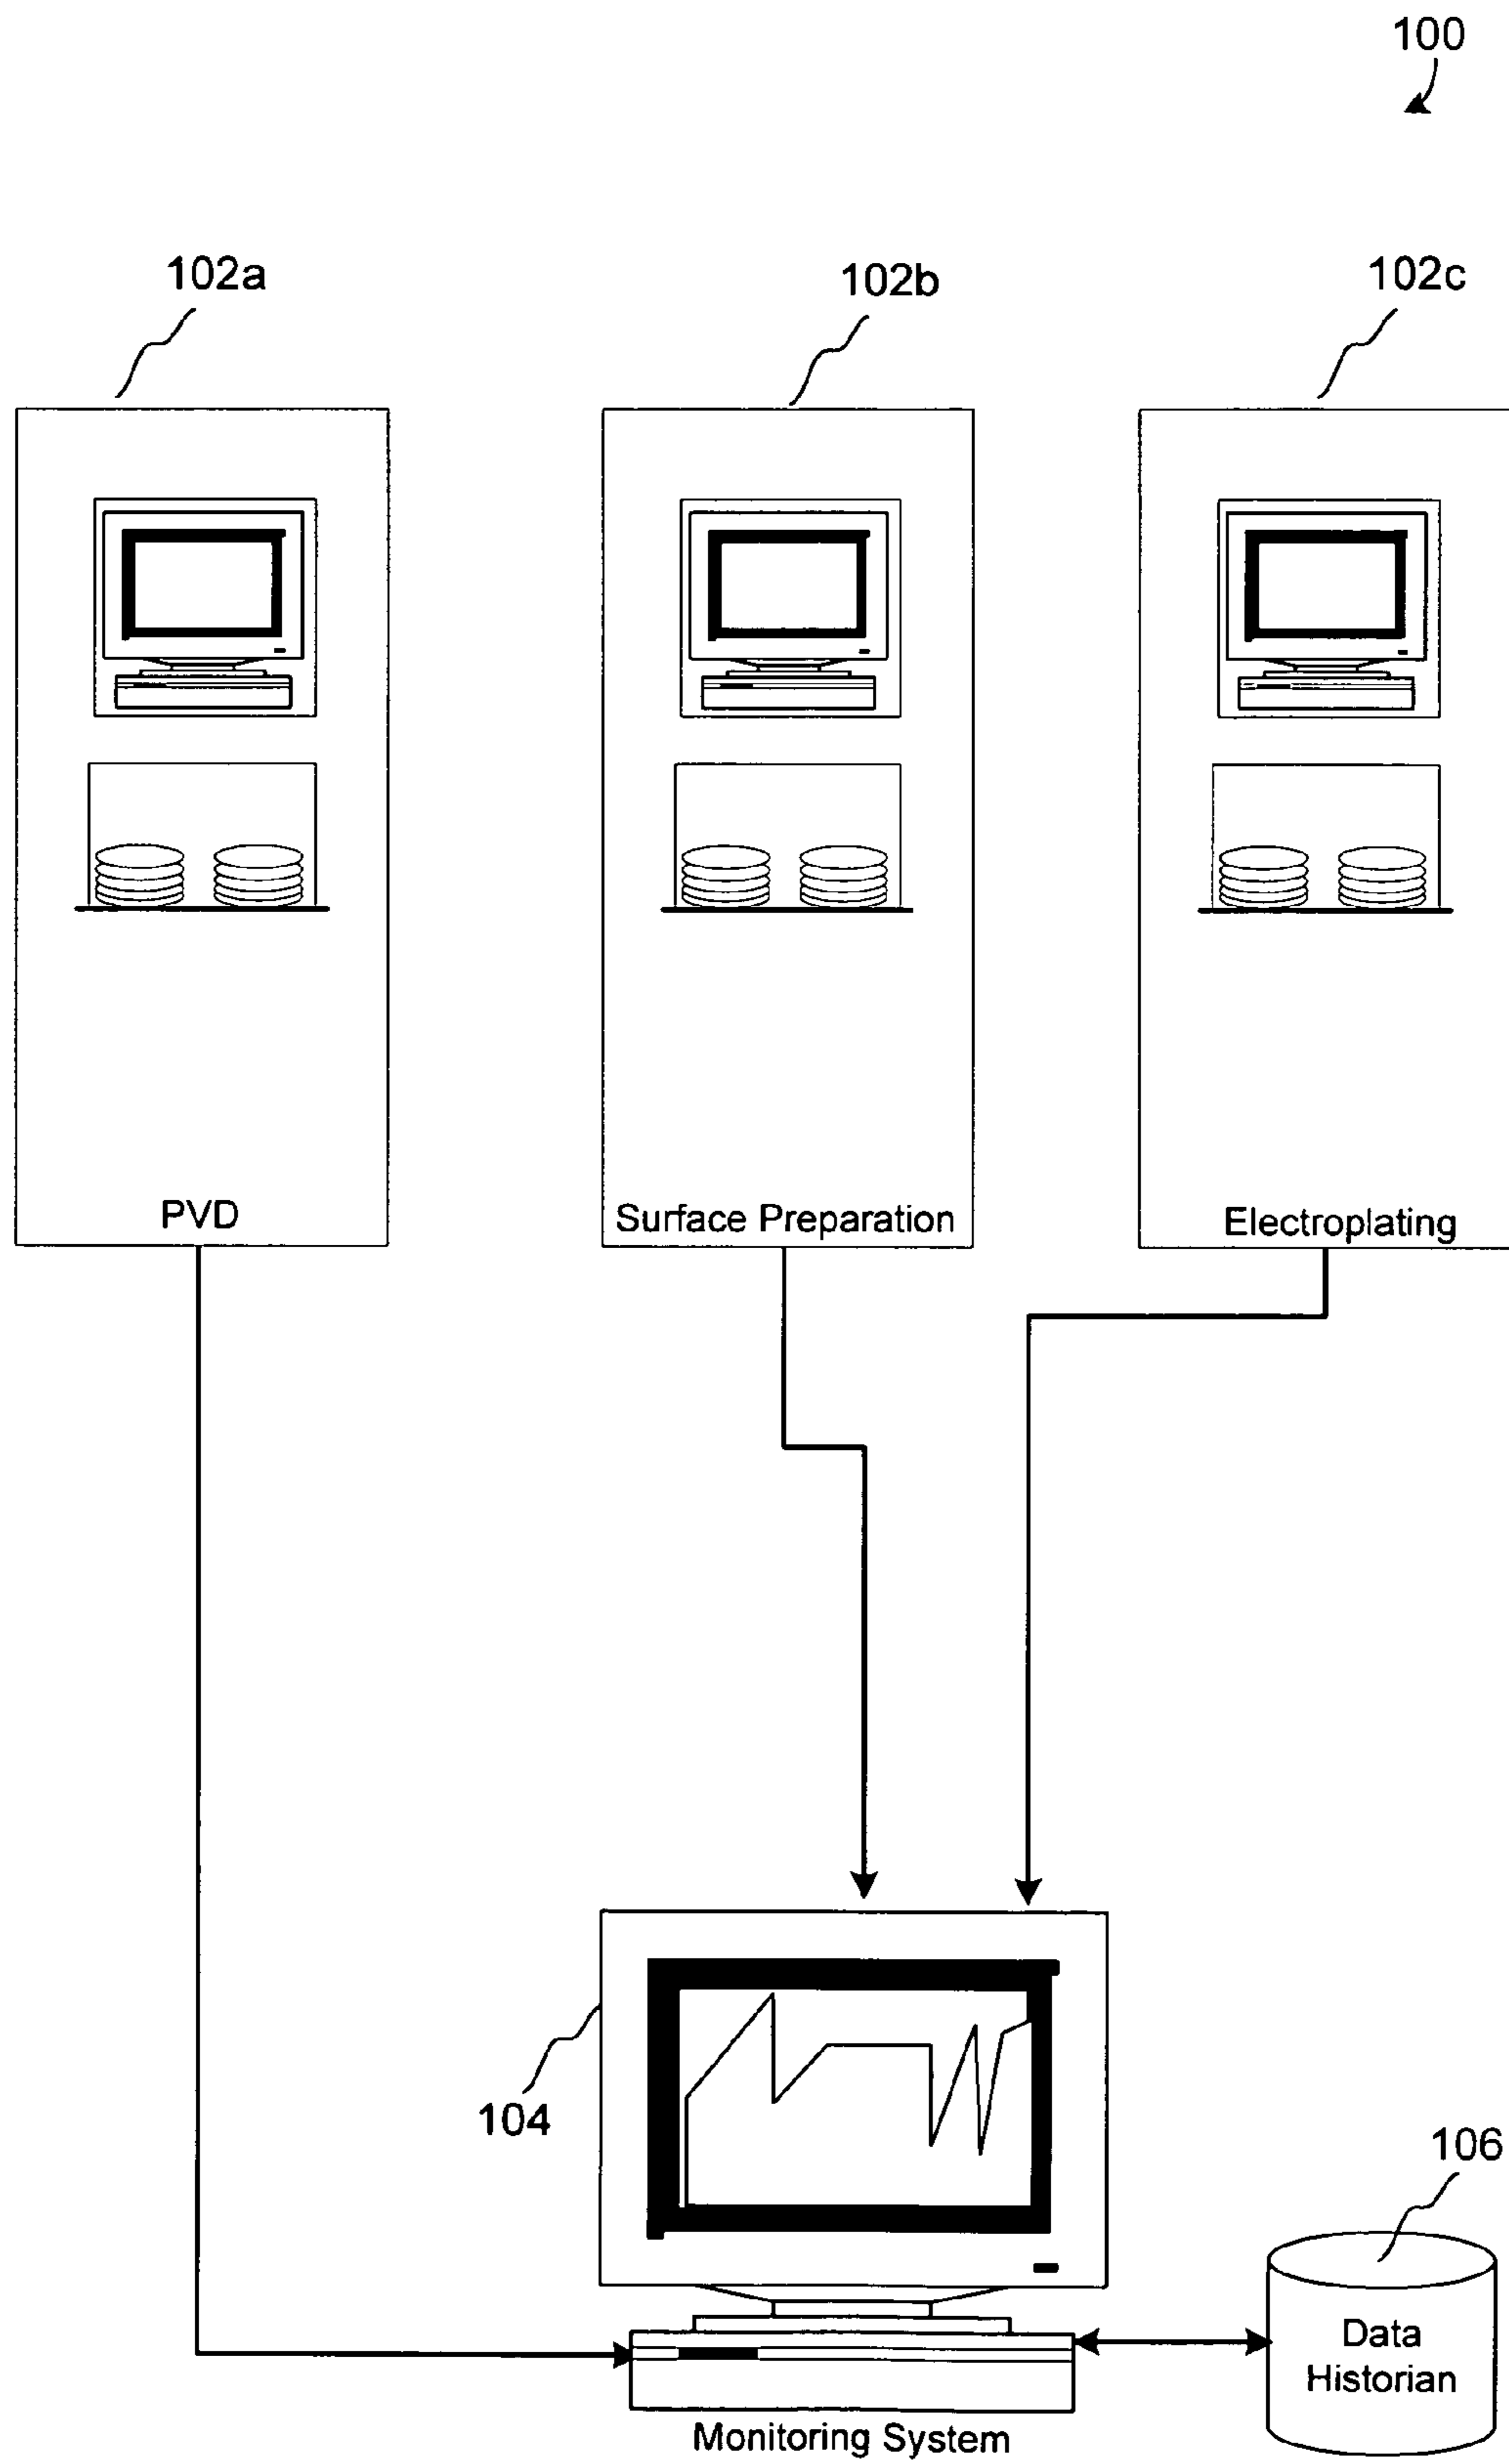 100
102a
102b
102c
PVD
Surface Preparation
Electroplating
104
106
Data
Historian
Monitoring System